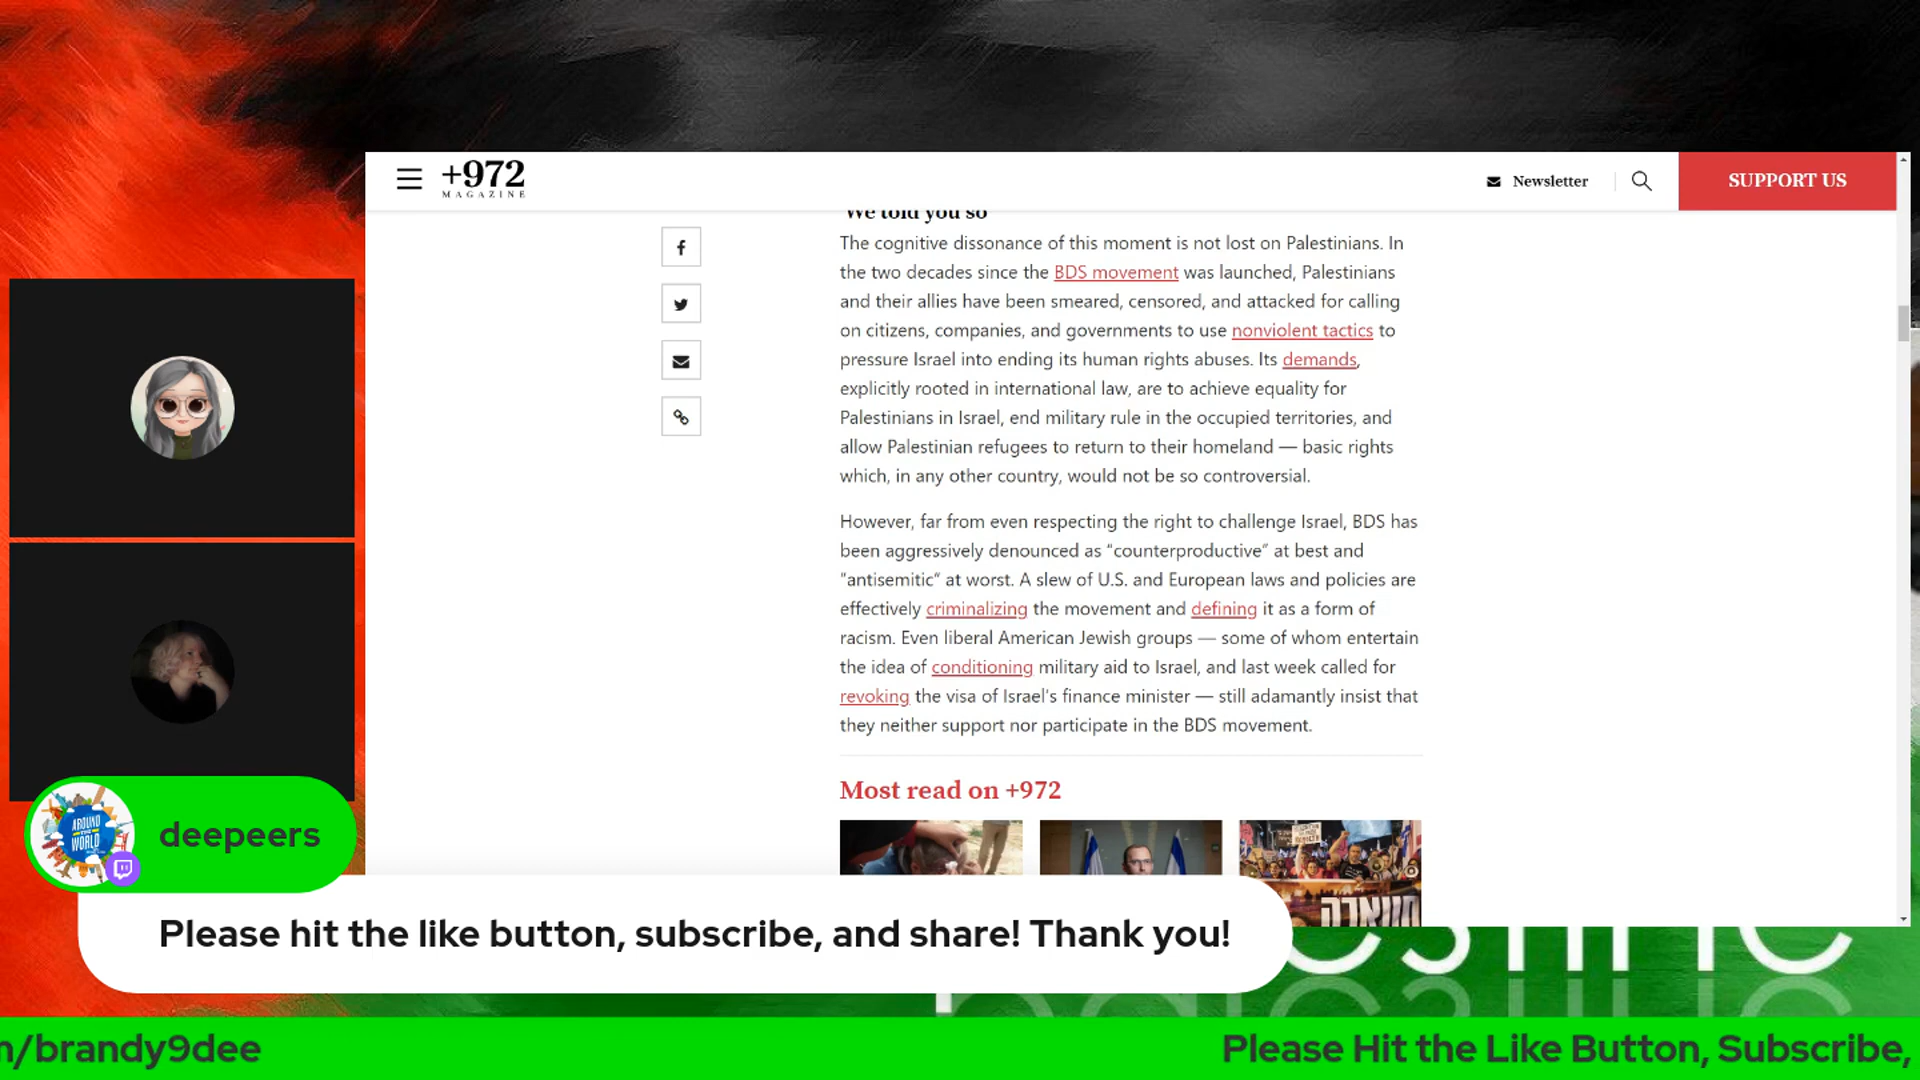 +972
MAGAZINE
Newsletter
SUPPORT US
"We told you so"
The cognitive dissonance of this moment is not lost on Palestinians. In
the two decades since the BDS movement was launched, Palestinians
and their allies have been smeared, censored, and attacked for calling
on citizens, companies, and governments to use nonviolent tactics to
pressure Israel into ending its human rights abuses. Its demands,
explicitly rooted in international law, are to achieve equality for
Palestinians in Israel, end military rule in the occupied territories, and
allow Palestinian refugees to return to their homeland — basic rights
which, in any other country, would not be so controversial.
However, far from even respecting the right to challenge Israel, BDS has
been aggressively denounced as “counterproductive” at best and
“antisemitic” at worst. A slew of U.S. and European laws and policies are
effectively criminalizing the movement and defining it as a form of
racism. Even liberal American Jewish groups — some of whom entertain
the idea of conditioning military aid to Israel, and last week called for
revoking the visa of Israel’s finance minister — still adamantly insist that
they neither support nor participate in the BDS movement.
Most read on +972
חווארה
AROUND
THE
WORLD
deepeers
Please hit the like button, subscribe, and share! Thank you!
m/brandy9dee
Please Hit the Like Button, Subscribe,